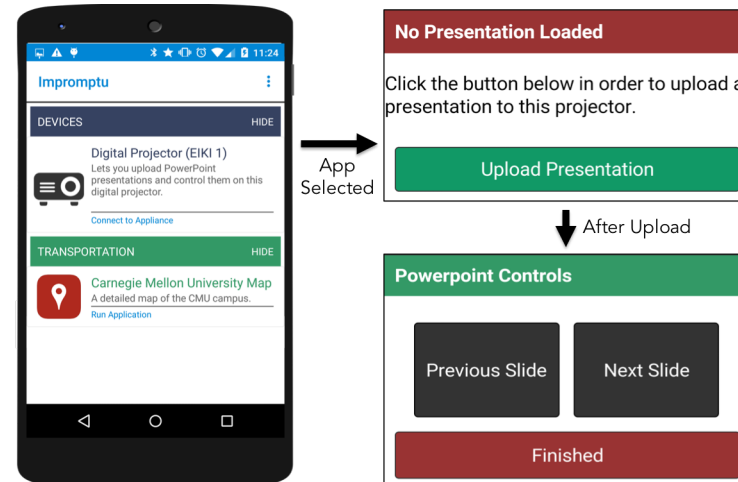 11:24
Impromptu
DEVICES HIDE
Digital Projector (EIKI 1)
Lets you upload PowerPoint
presentations and control them on this
digital projector.
Connect to Appliance
TRANSPORTATION HIDE
Carnegie Mellon University Map
A detailed map of the CMU campus.
Run Application
App
Selected
No Presentation Loaded
Click the button below in order to upload a
presentation to this projector.
Upload Presentation
After Upload
Powerpoint Controls
Previous Slide Next Slide
Finished